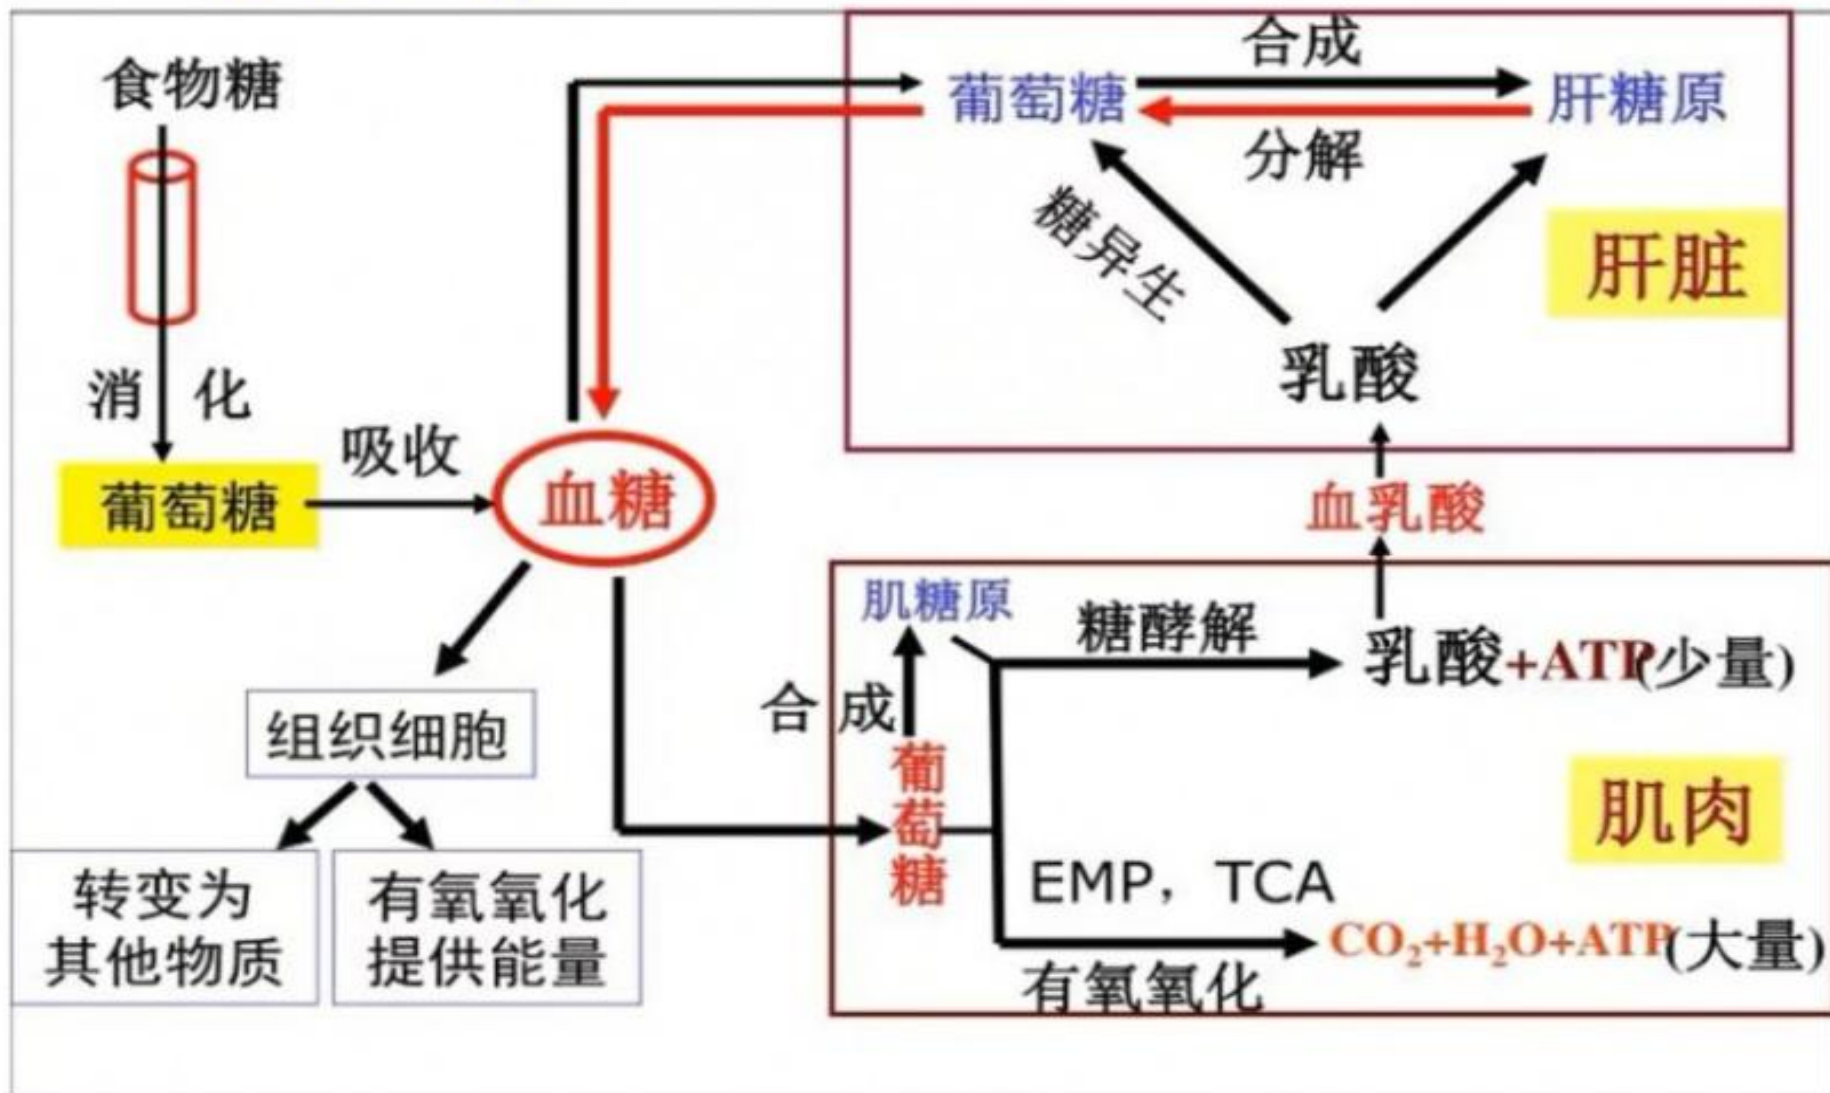 食物糖
消 化
葡萄糖
吸收
血糖
组织细胞
转变为
其他物质
有氧氧化
提供能量
合成
葡萄糖
肝糖原
分解
糖异生
肝脏
乳酸
血乳酸
肌糖原
糖酵解
乳酸+ATP(少量)
合 成
葡萄糖
肌肉
EMP，TCA
CO₂+H₂O+ATP(大量)
有氧氧化